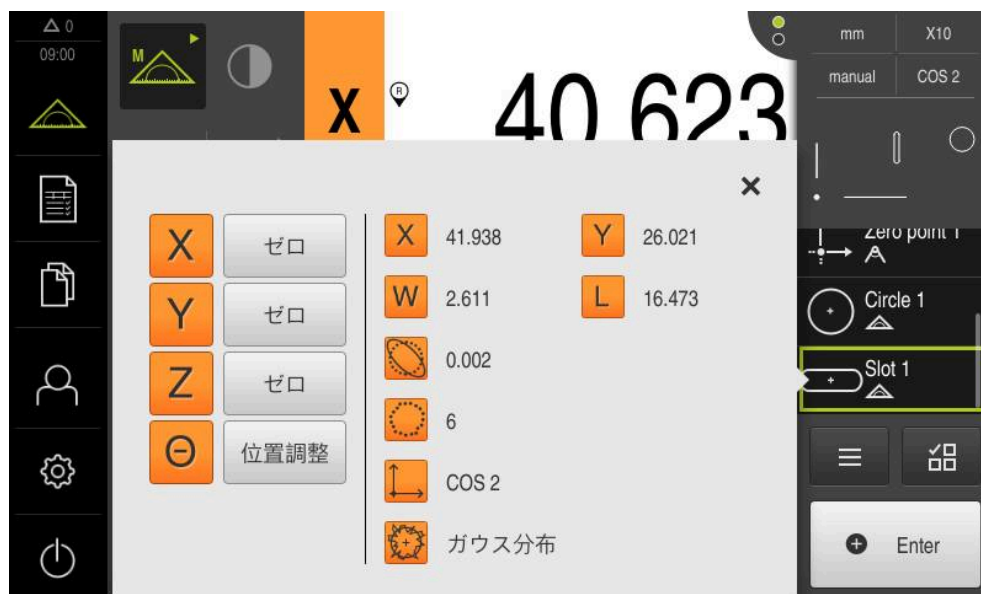 0
09:00
M
X
R
40.623
mm
X10
manual
COS 2
Zero point 1
Circle 1
Slot 1
Enter
X
ゼロ
Y
ゼロ
Z
ゼロ
Θ
位置調整
X
41.938
Y
26.021
W
2.611
L
16.473
0.002
6
COS 2
ガウス分布